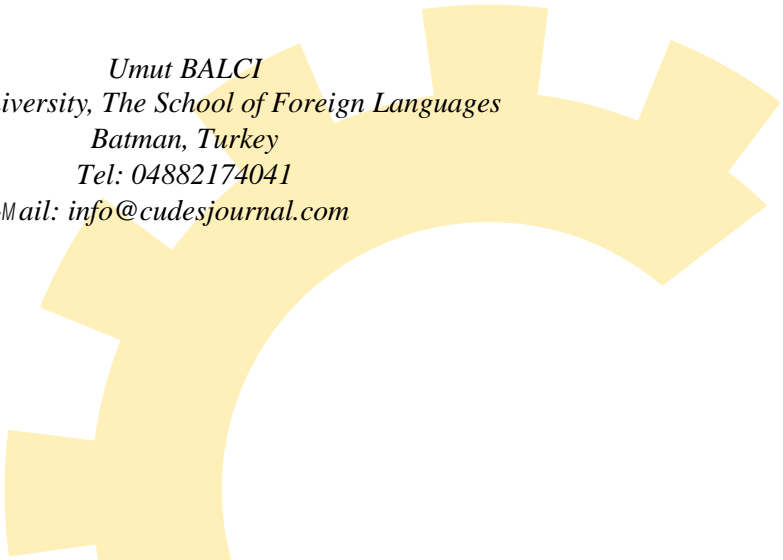 Umut BALCI
iversity, The School of Foreign Languages
Batman, Turkey
Tel: 04882174041
Mail: info@cudesjournal.com